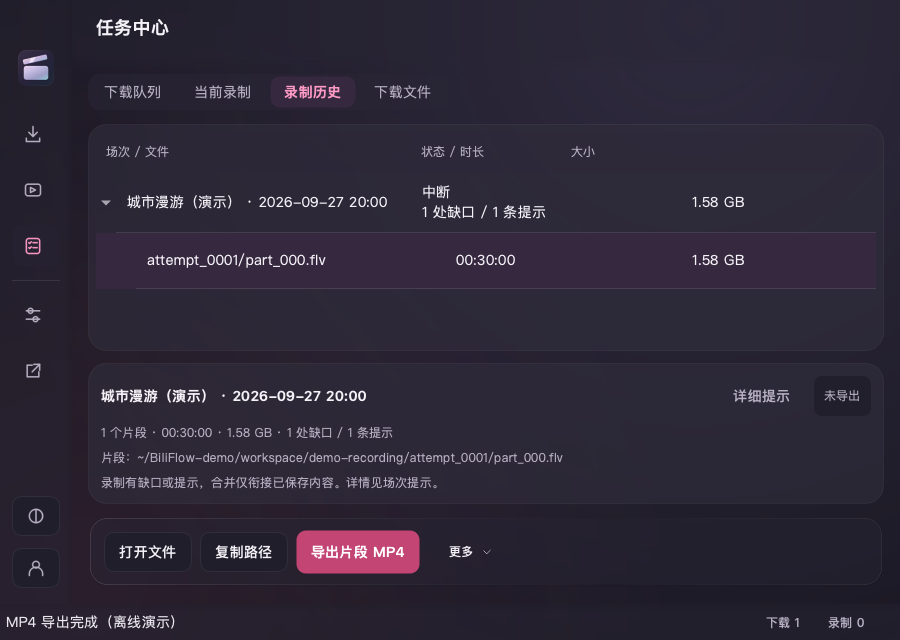 任务中心
下载队列 当前录制 录制历史 下载文件
场次 / 文件 状态 / 时长 大小
城市漫游（演示） · 2026-09-27 20:00 中断 1.58 GB
1 处缺口 / 1 条提示
attempt_0001/part_000.flv 00:30:00 1.58 GB
城市漫游（演示） · 2026-09-27 20:00 详细提示 未导出
1 个片段 · 00:30:00 · 1.58 GB · 1 处缺口 / 1 条提示
片段：~/BiliFlow-demo/workspace/demo-recording/attempt_0001/part_000.flv
录制有缺口或提示，合并仅衔接已保存内容。详情见场次提示。
打开文件 复制路径 导出片段 MP4 更多
MP4 导出完成（离线演示） 下载 1 录制 0